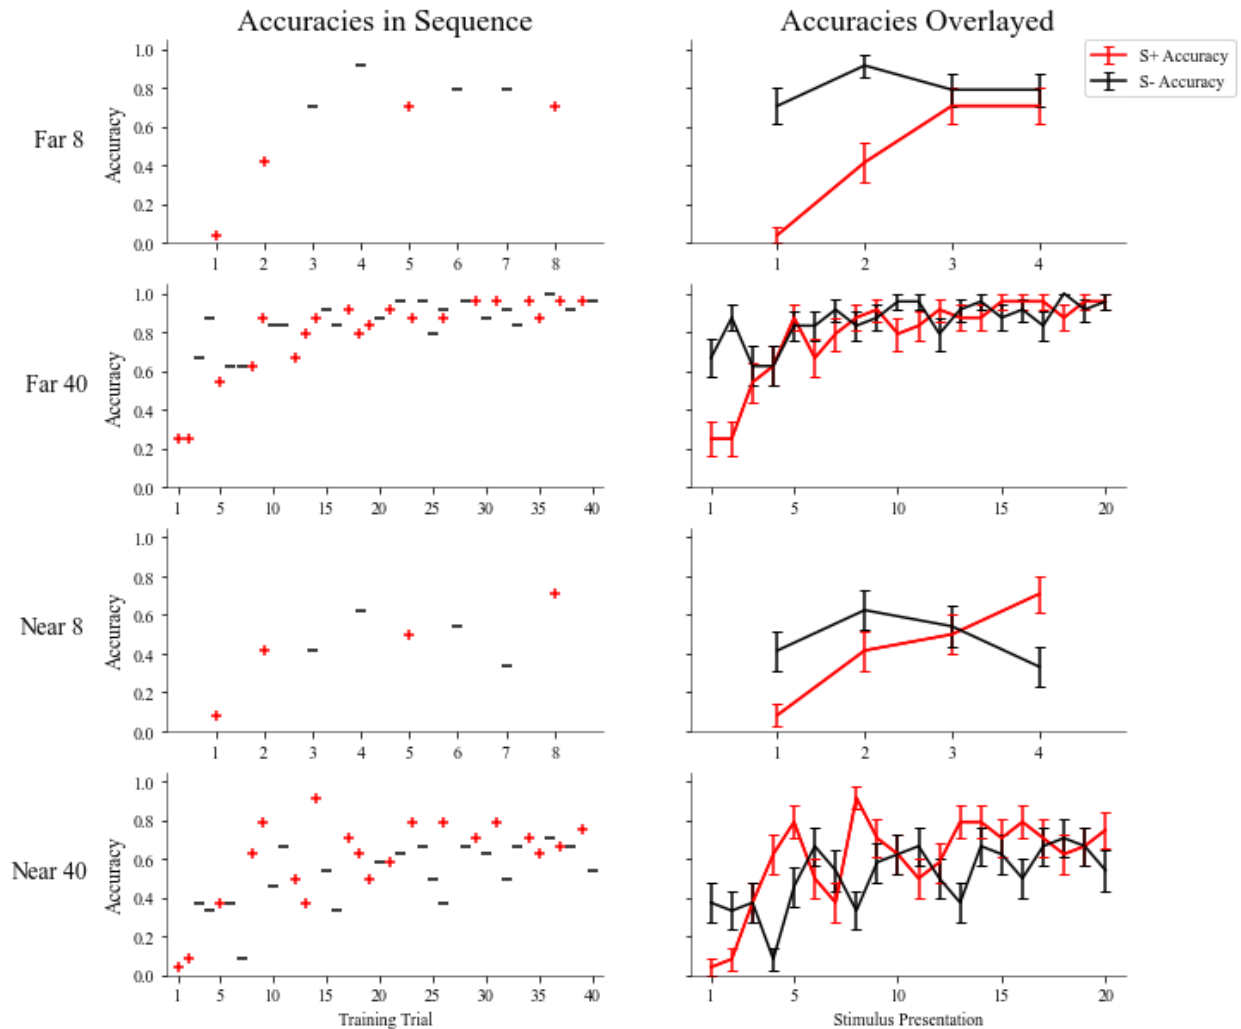 Accuracies in Sequence
Accuracies Overlayed
S+ Accuracy
S- Accuracy
Far 8
Accuracy
1.0
0.8
0.6
0.4
0.2
0.0
1 2 3 4 5 6 7 8
1 2 3 4
Far 40
Accuracy
1.0
0.8
0.6
0.4
0.2
0.0
1 5 10 15 20 25 30 35 40
1 5 10 15 20
Near 8
Accuracy
1.0
0.8
0.6
0.4
0.2
0.0
1 2 3 4 5 6 7 8
1 2 3 4
Near 40
Accuracy
1.0
0.8
0.6
0.4
0.2
0.0
1 5 10 15 20 25 30 35 40
1 5 10 15 20
Training Trial
Stimulus Presentation